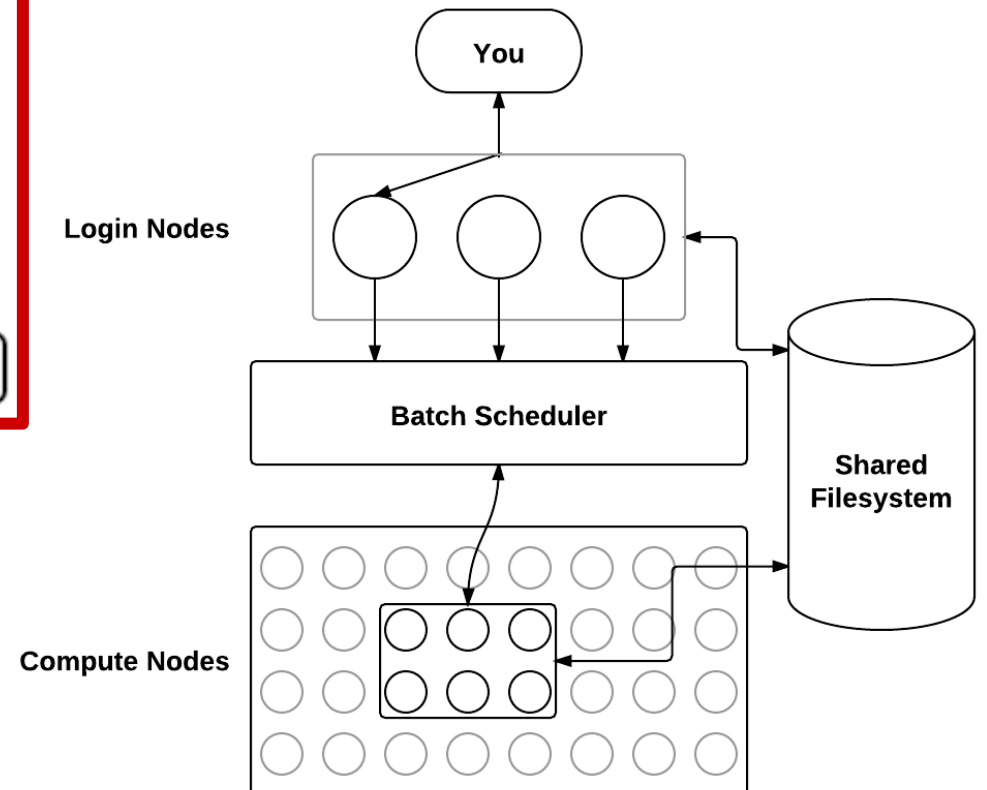 You
Login Nodes
Batch Scheduler
Shared
Filesystem
Compute Nodes